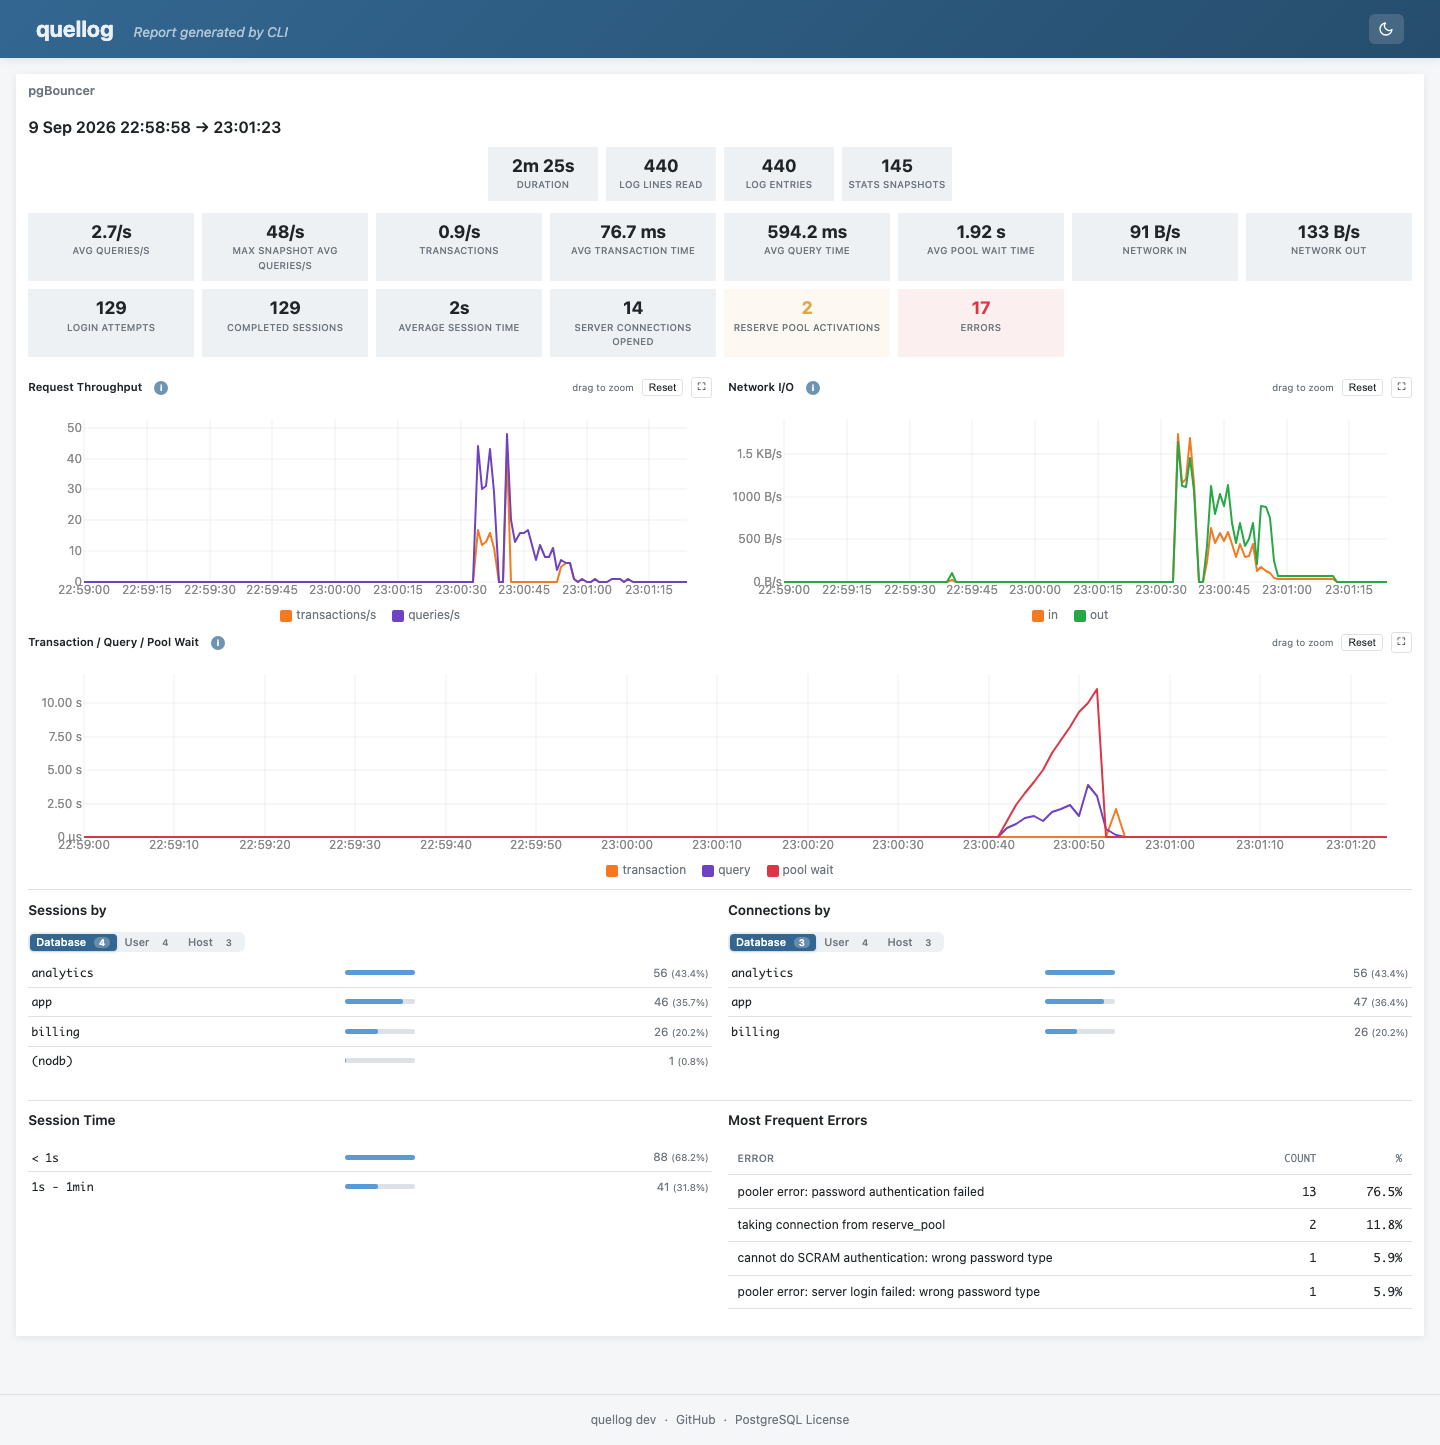 quellog Report generated by CLI
pgBouncer
9 Sep 2026 22:58:58 → 23:01:23
2m 25s 440 440 145
DURATION LOG LINES READ LOG ENTRIES STATS SNAPSHOTS
2.7/s 48/s 0.9/s 76.7 ms 594.2 ms 1.92 s 91 B/s 133 B/s
AVG QUERIES/S MAX SNAPSHOT AVG TRANSACTIONS AVG TRANSACTION TIME AVG QUERY TIME AVG POOL WAIT TIME NETWORK IN NETWORK OUT
QUERIES/S
129 129 2s 14 2 17
LOGIN ATTEMPTS COMPLETED SESSIONS AVERAGE SESSION TIME SERVER CONNECTIONS RESERVE POOL ACTIVATIONS ERRORS
OPENED
Request Throughput i drag to zoom Reset
50
40
30
20
10
0
22:59:00 22:59:15 22:59:30 22:59:45 23:00:00 23:00:15 23:00:30 23:00:45 23:01:00 23:01:15
transactions/s queries/s
Network I/O i drag to zoom Reset
1.5 KB/s
1000 B/s
500 B/s
0 B/s
22:59:00 22:59:15 22:59:30 22:59:45 23:00:00 23:00:15 23:00:30 23:00:45 23:01:00 23:01:15
in out
Transaction / Query / Pool Wait i drag to zoom Reset
10.00 s
7.50 s
5.00 s
2.50 s
0 µs
22:59:00 22:59:10 22:59:20 22:59:30 22:59:40 22:59:50 23:00:00 23:00:10 23:00:20 23:00:30 23:00:40 23:00:50 23:01:00 23:01:10 23:01:20
transaction query pool wait
Sessions by
Database 4 User 4 Host 3
analytics 56 (43.4%)
app 46 (35.7%)
billing 26 (20.2%)
(nodb) 1 (0.8%)
Connections by
Database 3 User 4 Host 3
analytics 56 (43.4%)
app 47 (36.4%)
billing 26 (20.2%)
Session Time
< 1s 88 (68.2%)
1s - 1min 41 (31.8%)
Most Frequent Errors
ERROR COUNT %
pooler error: password authentication failed 13 76.5%
taking connection from reserve_pool 2 11.8%
cannot do SCRAM authentication: wrong password type 1 5.9%
pooler error: server login failed: wrong password type 1 5.9%
quellog dev · GitHub · PostgreSQL License